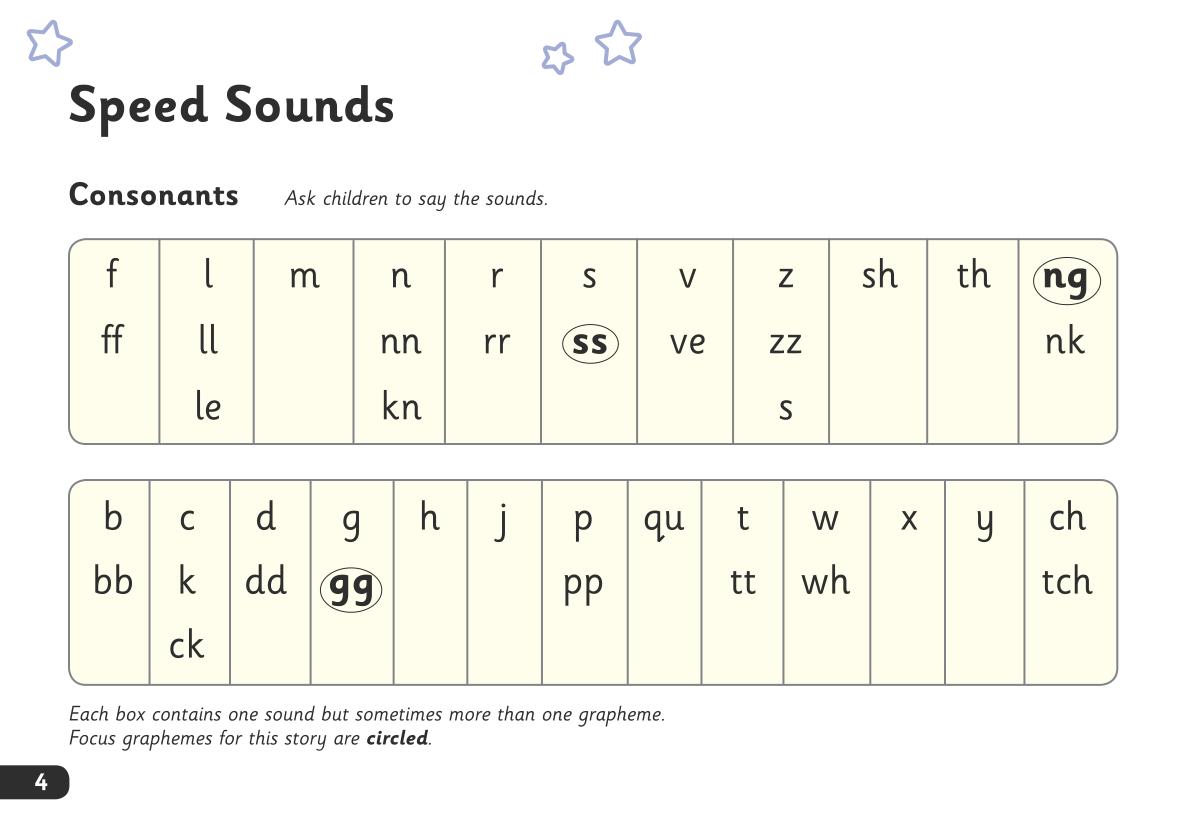 Speed Sounds
Consonants Ask children to say the sounds.
f l m n r s v z sh th ng
ff ll nn rr ss ve zz nk
le kn s
b c d g h j p qu t w x y ch
bb k dd gg pp tt wh tch
ck
Each box contains one sound but sometimes more than one grapheme.
Focus graphemes for this story are circled.
4